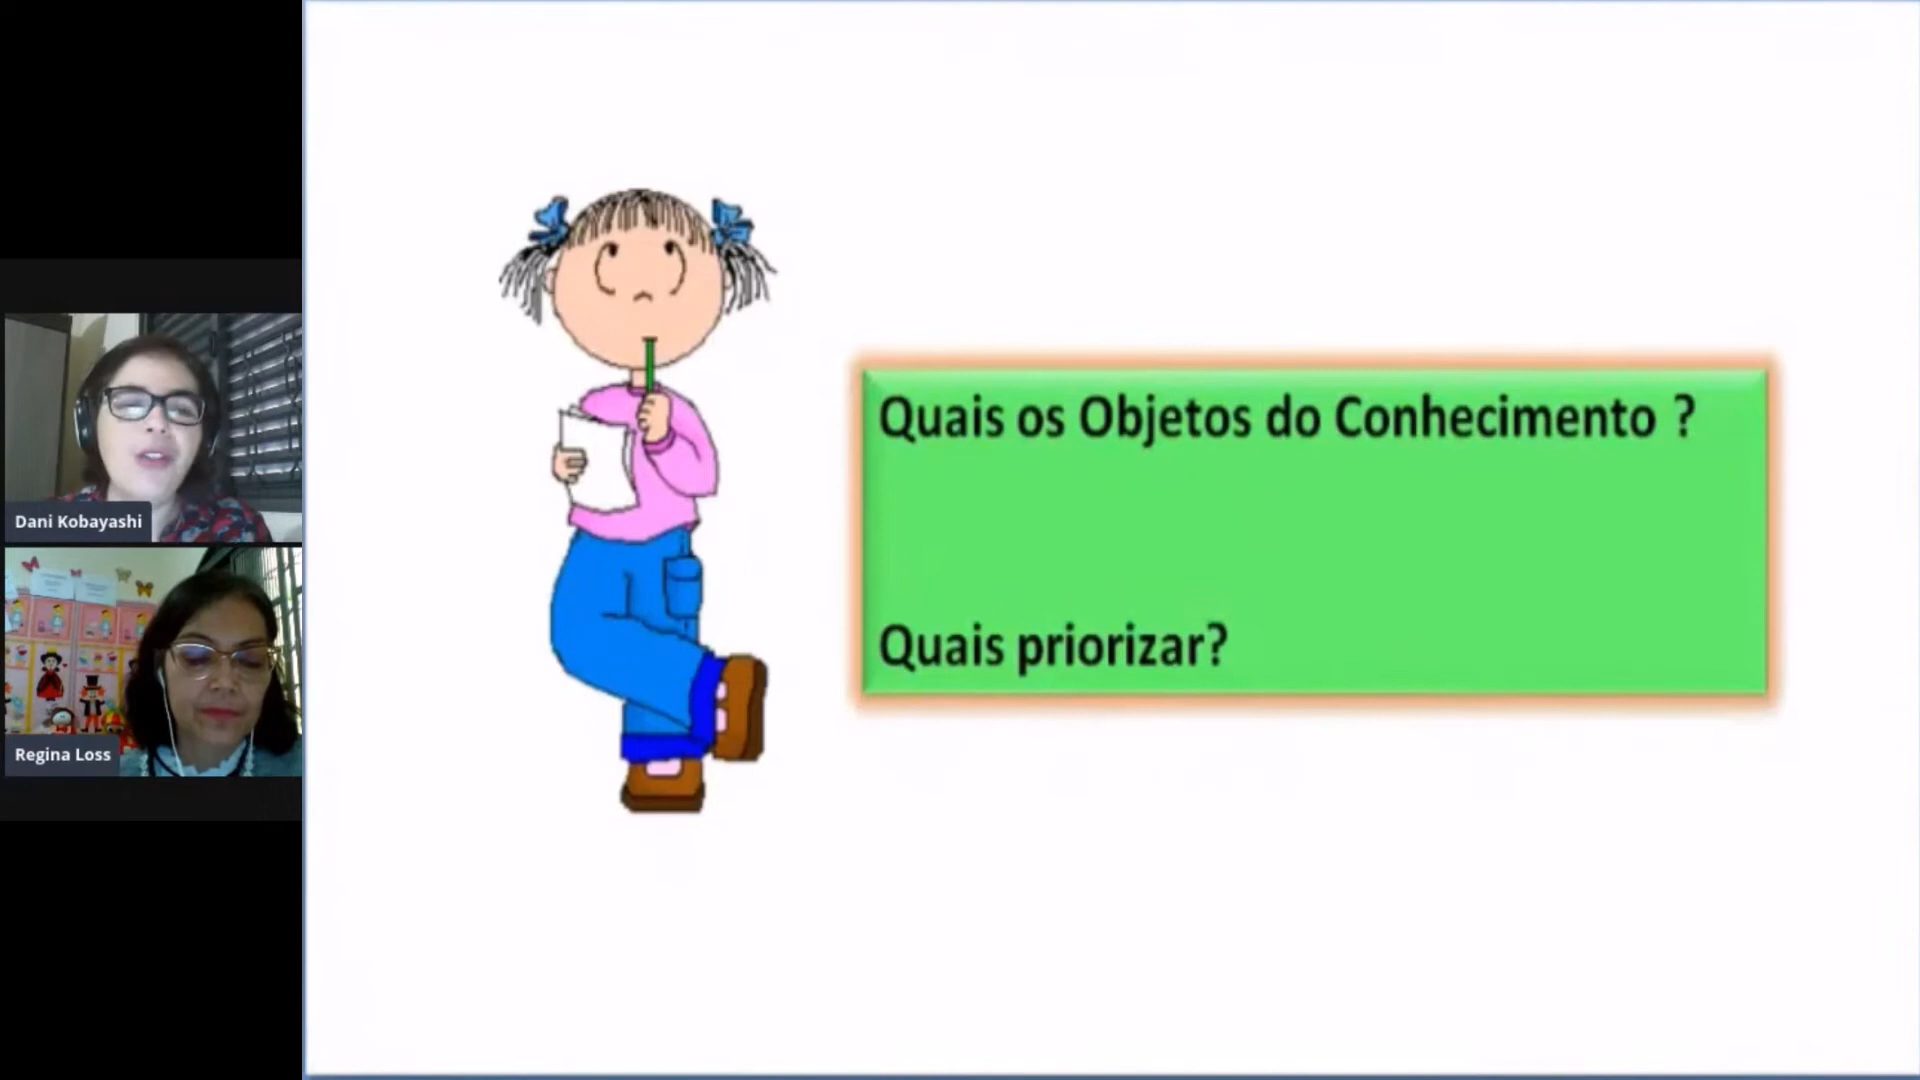 Dani Kobayashi
Regina Loss
Quais os Objetos do Conhecimento ?
Quais priorizar?